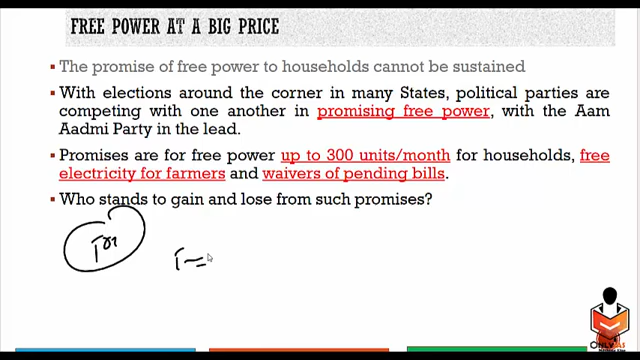 FREE POWER AT A BIG PRICE
▪ The promise of free power to households cannot be sustained
▪ With elections around the corner in many States, political parties are
competing with one another in promising free power, with the Aam
Aadmi Party in the lead.
▪ Promises are for free power up to 300 units/month for households, free
electricity for farmers and waivers of pending bills.
▪ Who stands to gain and lose from such promises?